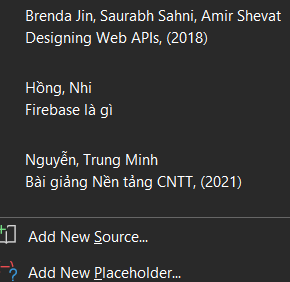 Brenda Jin, Saurabh Sahni, Amir Shevat
Designing Web APIs, (2018)
Hồng, Nhi
Firebase là gì
Nguyễn, Trung Minh
Bài giảng Nền tảng CNTT, (2021)
Add New Source...
Add New Placeholder...